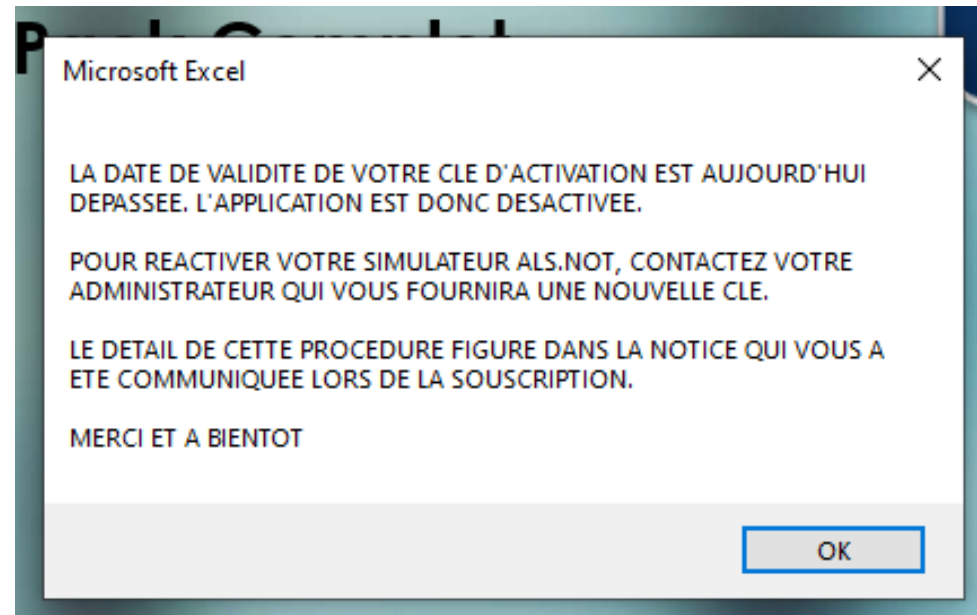 Pack Complet
Microsoft Excel
LA DATE DE VALIDITE DE VOTRE CLE D'ACTIVATION EST AUJOURD'HUI
DEPASSEE. L'APPLICATION EST DONC DESACTIVEE.
POUR REACTIVER VOTRE SIMULATEUR ALS.NOT, CONTACTEZ VOTRE
ADMINISTRATEUR QUI VOUS FOURNIRA UNE NOUVELLE CLE.
LE DETAIL DE CETTE PROCEDURE FIGURE DANS LA NOTICE QUI VOUS A
ETE COMMUNIQUEE LORS DE LA SOUSCRIPTION.
MERCI ET A BIENTOT
OK